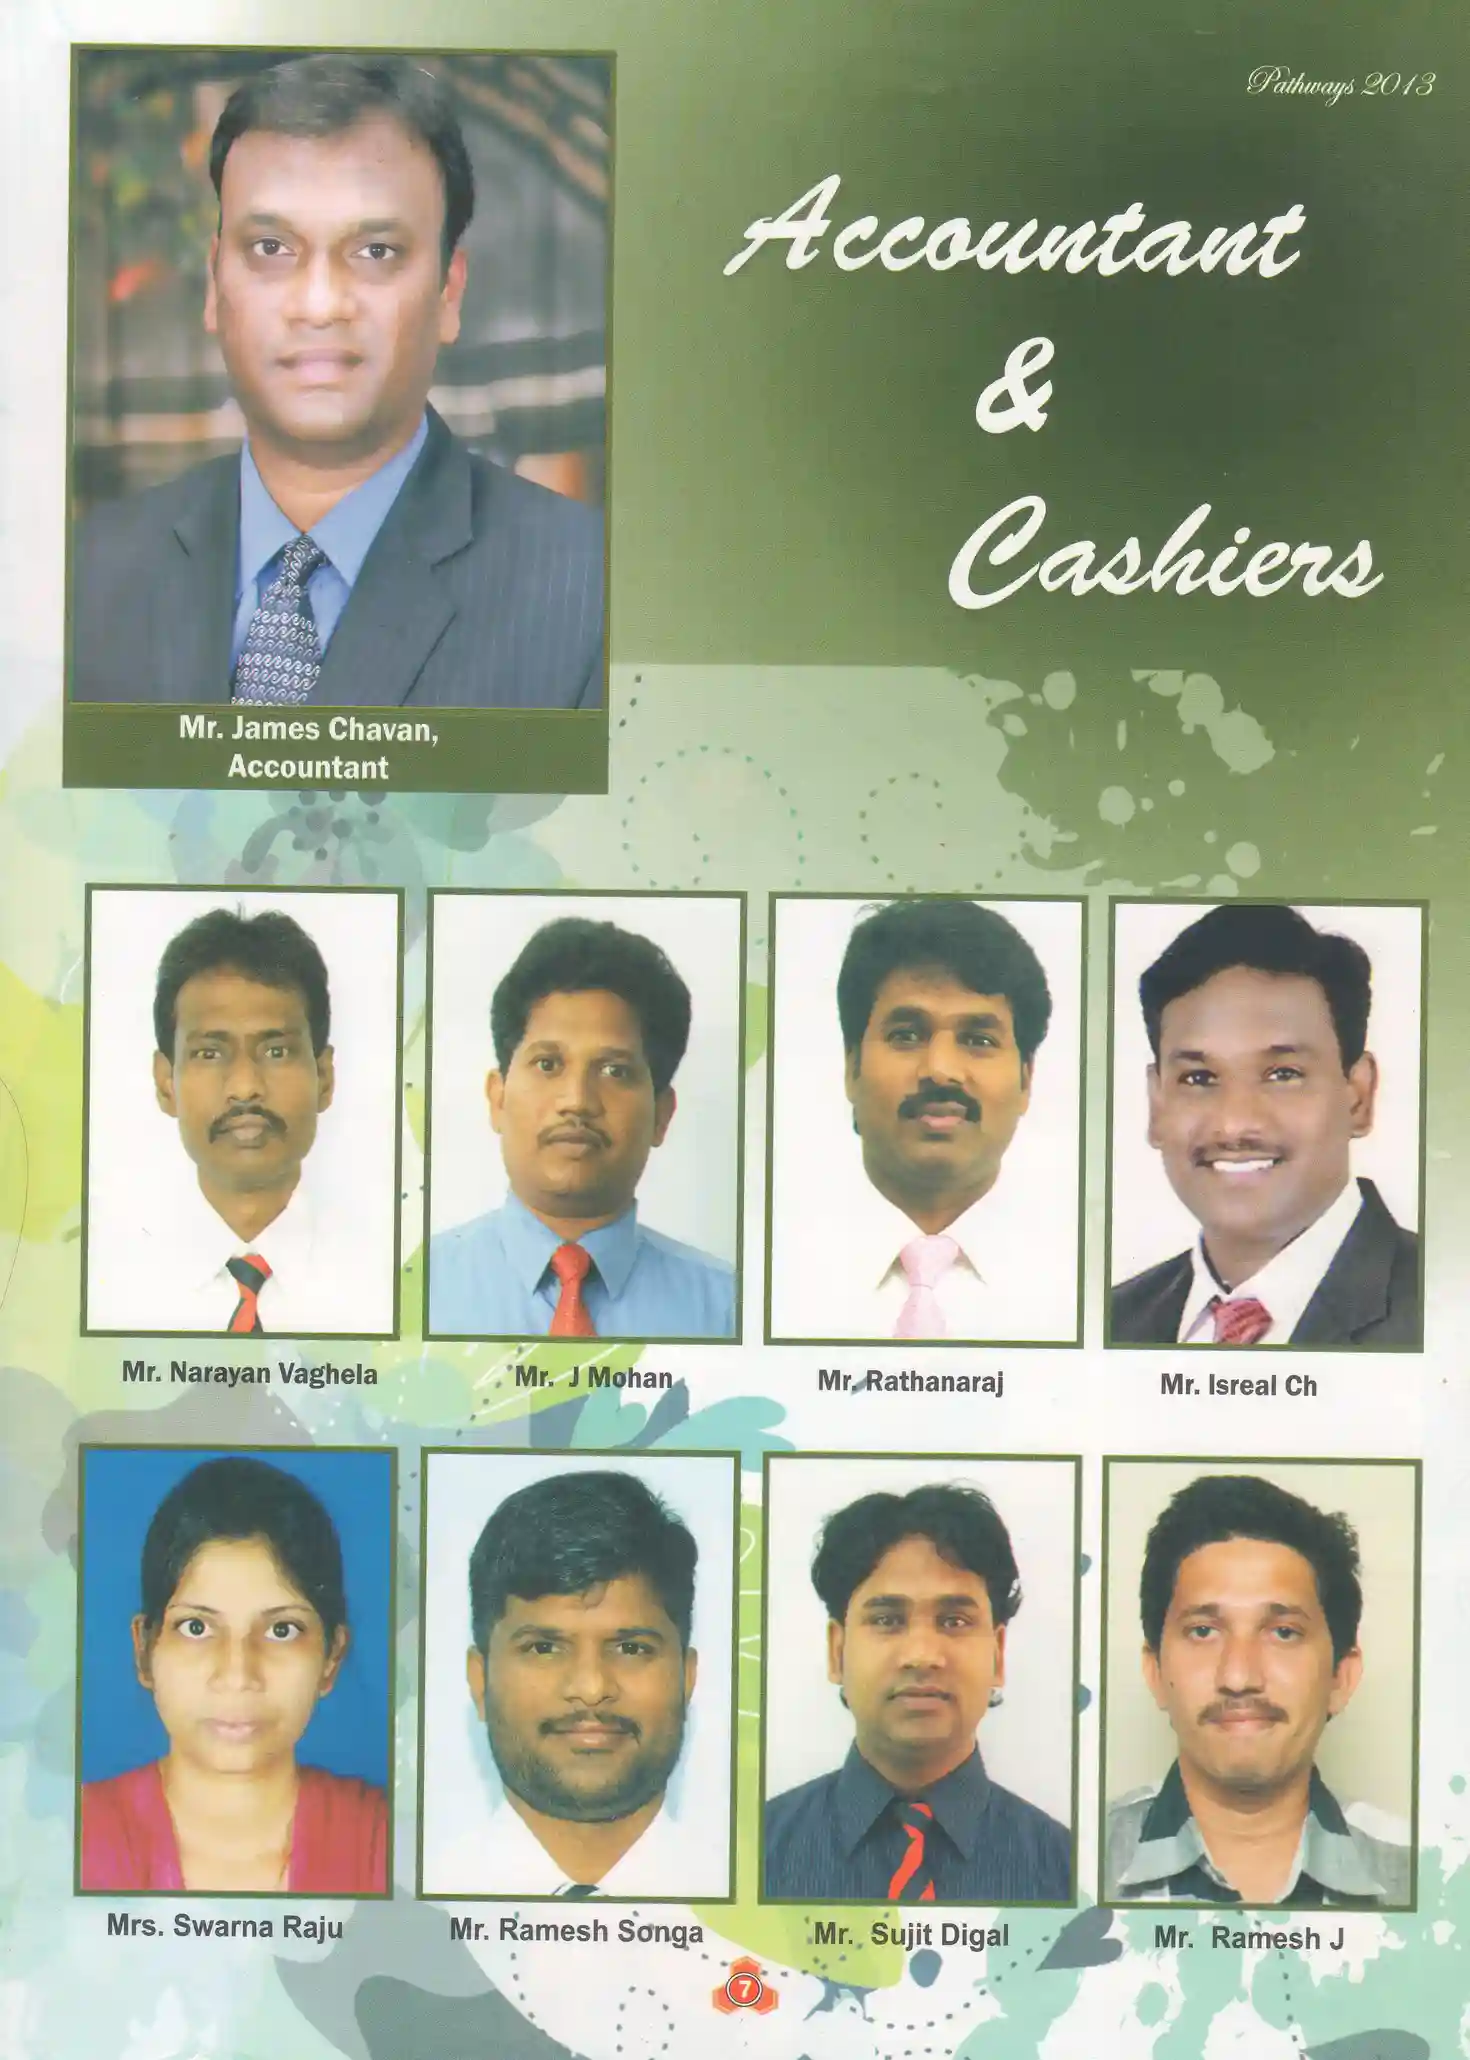 Pathways 2013
Accountant
&
Cashiers
Mr. James Chavan,
Accountant
Mr. Narayan Vaghela
Mr. J Mohan
Mr. Rathanaraj
Mr. Isreal Ch
Mrs. Swarna Raju
Mr. Ramesh Songa
Mr. Sujit Digal
Mr. Ramesh J
7